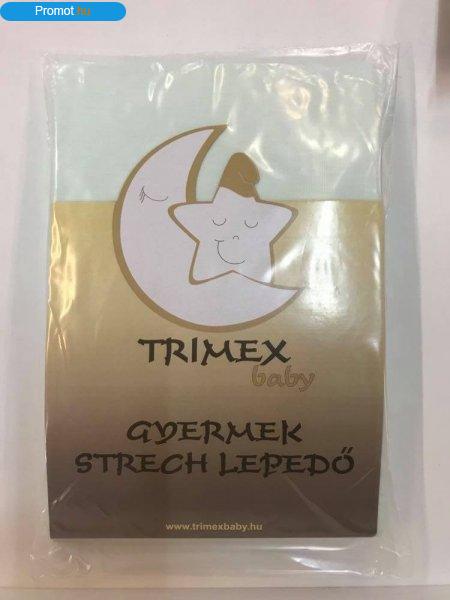 Promot.hu
TRIMEX
baby
GYERMEK
STRECH LEPEDŐ
www.trimexbaby.hu